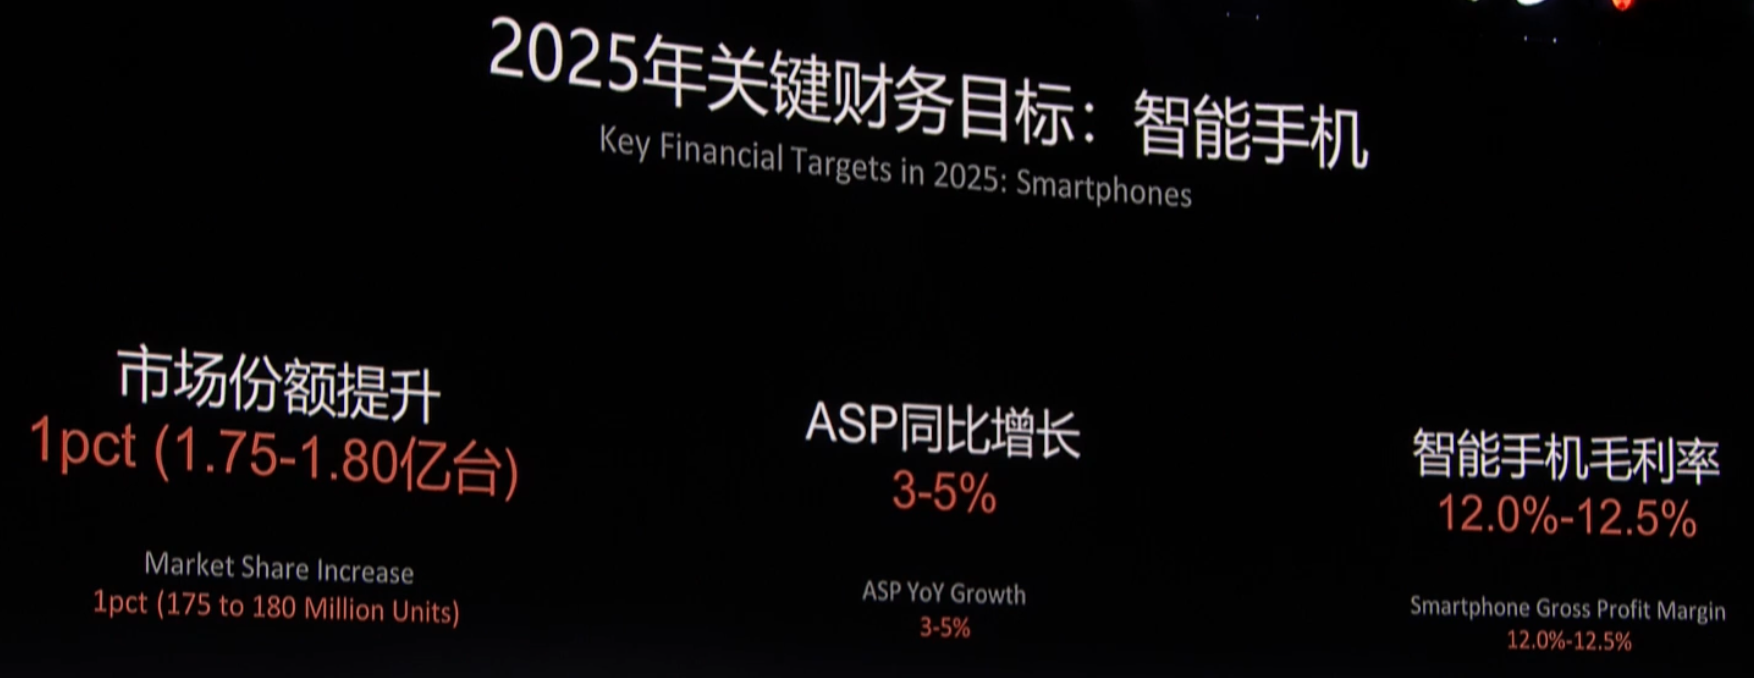 2025年关键财务目标：智能手机
Key Financial Targets in 2025: Smartphones
市场份额提升
1pct (1.75-1.80亿台)
Market Share Increase
1pct (175 to 180 Million Units)
ASP同比增长
3-5%
ASP YoY Growth
3-5%
智能手机毛利率
12.0%-12.5%
Smartphone Gross Profit Margin
12.0%-12.5%